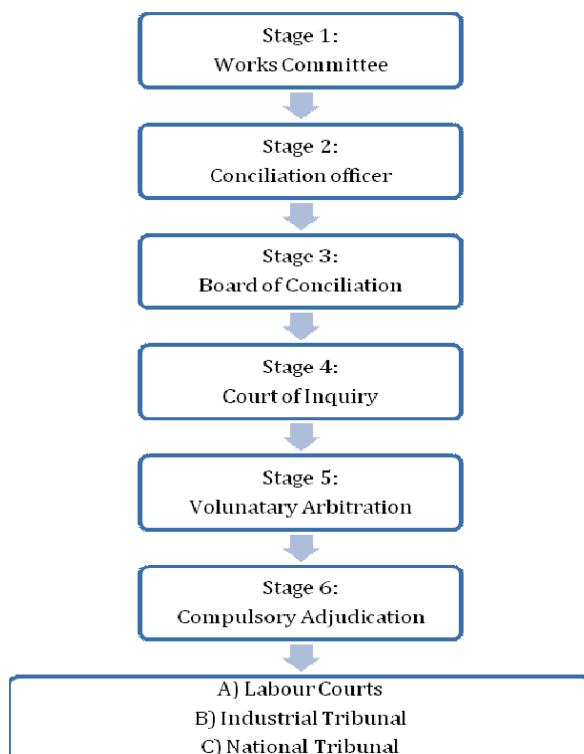 Stage 1:
Works Committee
Stage 2:
Conciliation officer
Stage 3:
Board of Conciliation
Stage 4:
Court of Inquiry
Stage 5:
Volunatary Arbitration
Stage 6:
Compulsory Adjudication
A) Labour Courts
B) Industrial Tribunal
C) National Tribunal